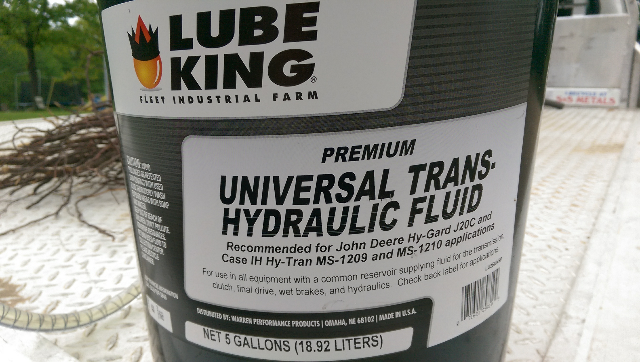 LUBE
KING®
FLEET INDUSTRIAL FARM
PREMIUM
UNIVERSAL TRANS-
HYDRAULIC FLUID
Recommended for John Deere Hy-Gard J20C and
Case IH Hy-Tran MS-1209 and MS-1210 applications
For use in all equipment with a common reservoir supplying fluid for the transmission,
clutch, final drive, wet brakes, and hydraulics. Check back label for applications.
DISTRIBUTED BY: WARREN PERFORMANCE PRODUCTS | OMAHA, NE 68102 | MADE IN U.S.A.
NET 5 GALLONS (18.92 LITERS)
METALS